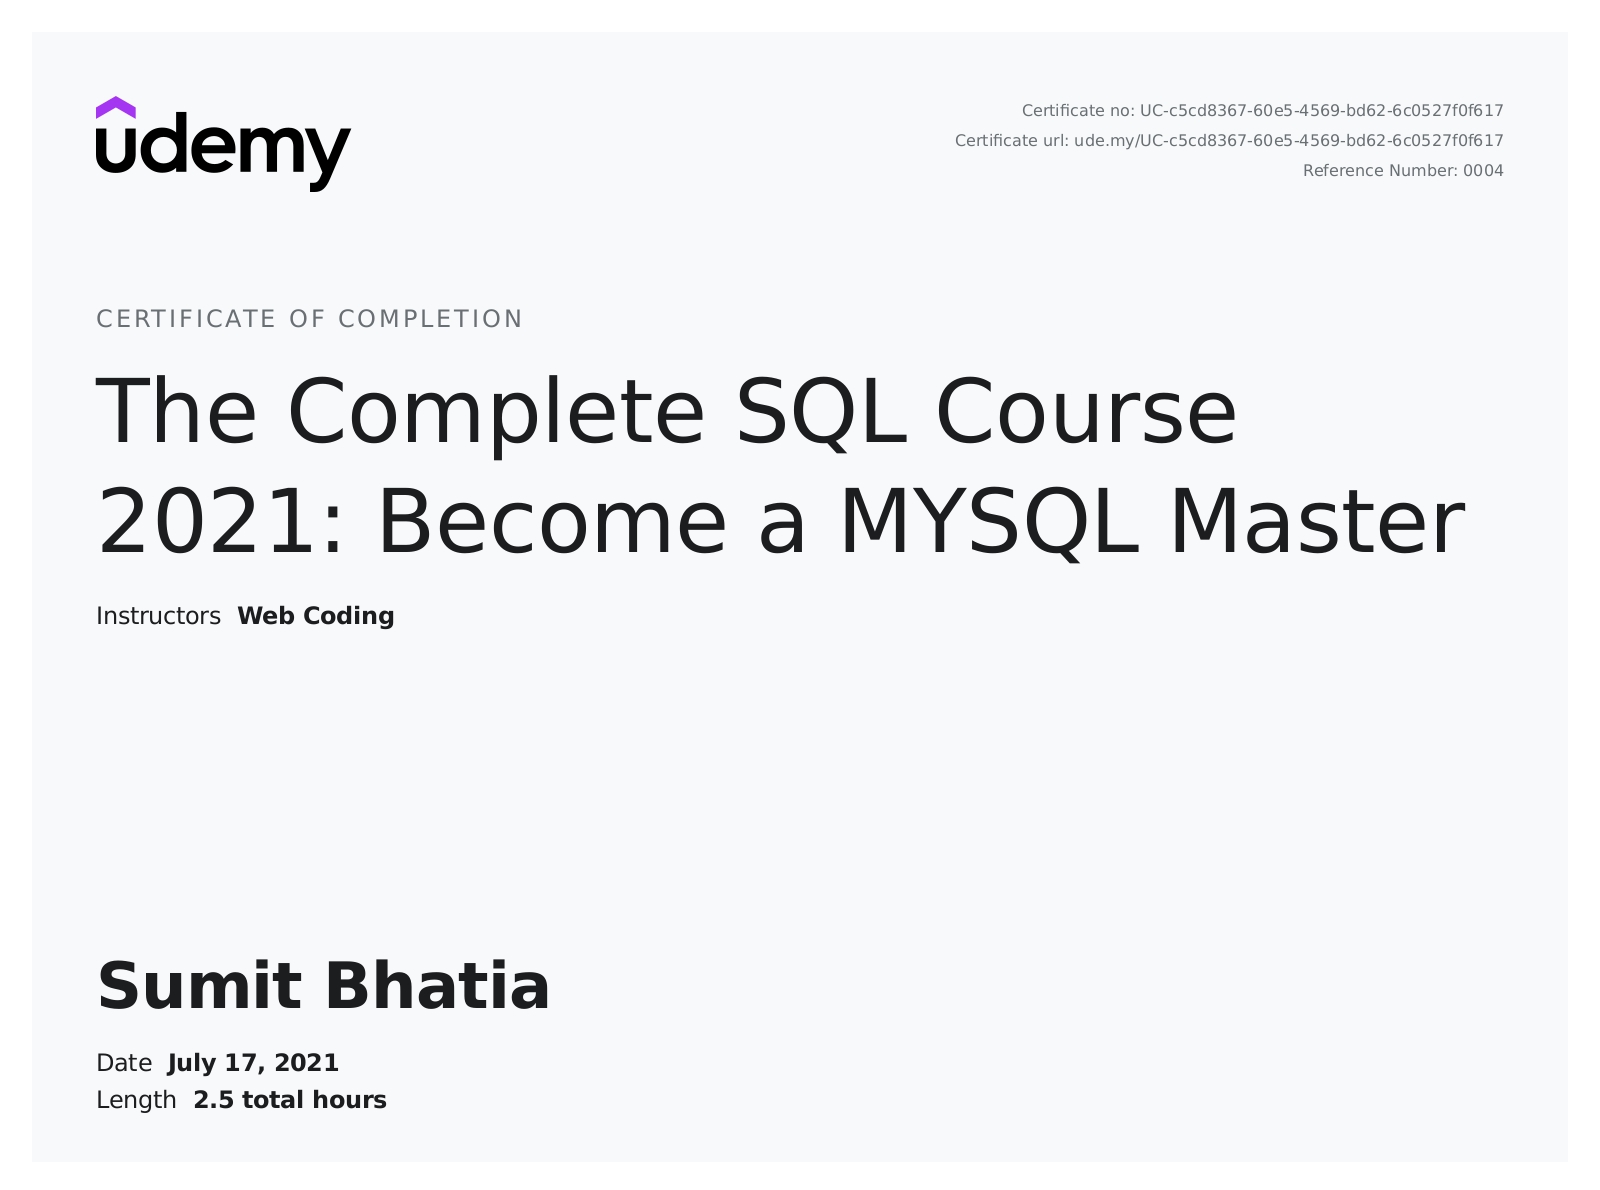 udemy
Certificate no: UC-c5cd8367-60e5-4569-bd62-6c0527f0f617
Certificate url: ude.my/UC-c5cd8367-60e5-4569-bd62-6c0527f0f617
Reference Number: 0004
CERTIFICATE OF COMPLETION
The Complete SQL Course
2021: Become a MYSQL Master
Instructors Web Coding
Sumit Bhatia
Date July 17, 2021
Length 2.5 total hours